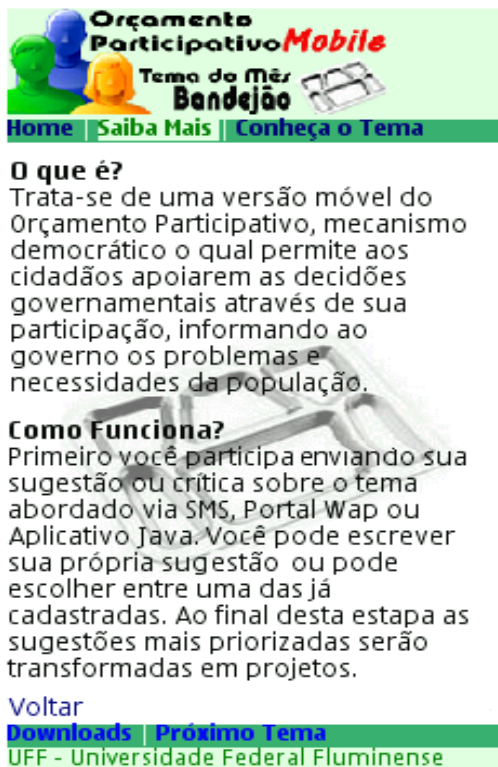 Orçamento
Participativo Mobile
Tema do Mês
Bandejão
Home | Saiba Mais | Conheça o Tema
O que é?
Trata-se de uma versão móvel do
Orçamento Participativo, mecanismo
democrático o qual permite aos
cidadãos apoiarem as decidões
governamentais através de sua
participação, informando ao
governo os problemas e
necessidades da população.
Como Funciona?
Primeiro você participa enviando sua
sugestão ou crítica sobre o tema
abordado via SMS, Portal Wap ou
Aplicativo Java. Você pode escrever
sua própria sugestão ou pode
escolher entre uma das já
cadastradas. Ao final desta estapa as
sugestões mais priorizadas serão
transformadas em projetos.
Voltar
Downloads | Próximo Tema
UFF - Universidade Federal Fluminense